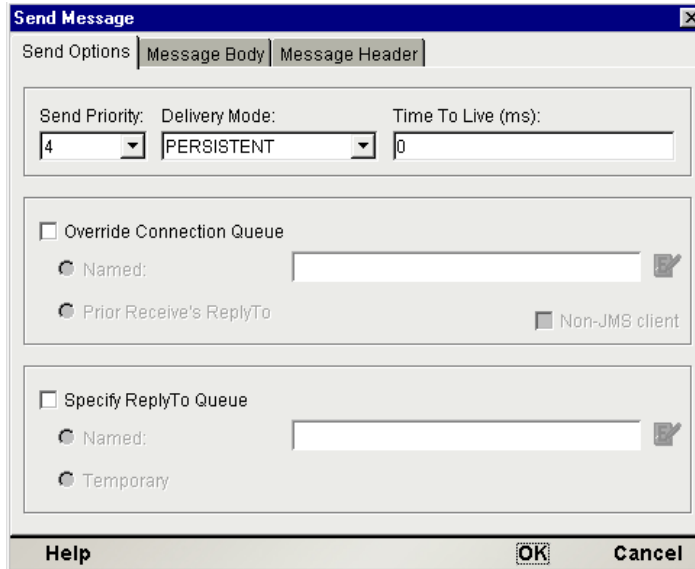 Send Message
Send Options Message Body Message Header
Send Priority: Delivery Mode: Time To Live (ms):
4 PERSISTENT 0
Override Connection Queue
Named:
Prior Receive's ReplyTo Non-JMS client
Specify ReplyTo Queue
Named:
Temporary
Help OK Cancel